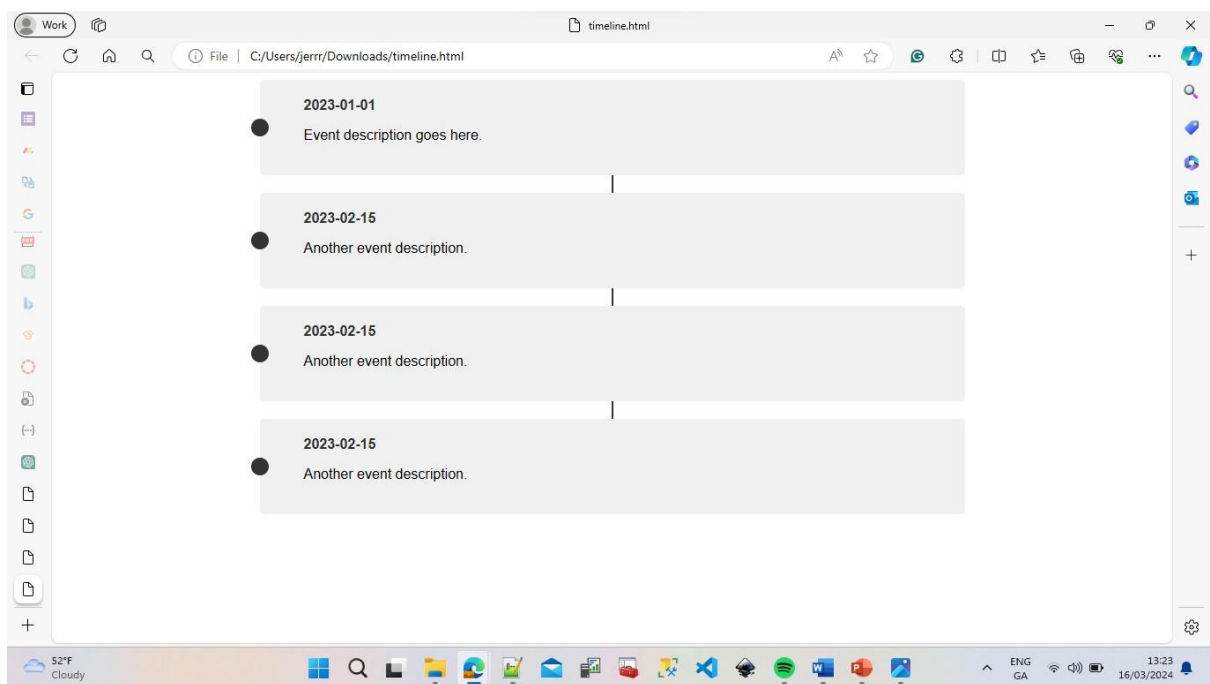 Work
timeline.html
File
C:/Users/jerrr/Downloads/timeline.html
2023-01-01
Event description goes here.
2023-02-15
Another event description.
2023-02-15
Another event description.
2023-02-15
Another event description.
52°F
Cloudy
ENG
GA
13:23
16/03/2024